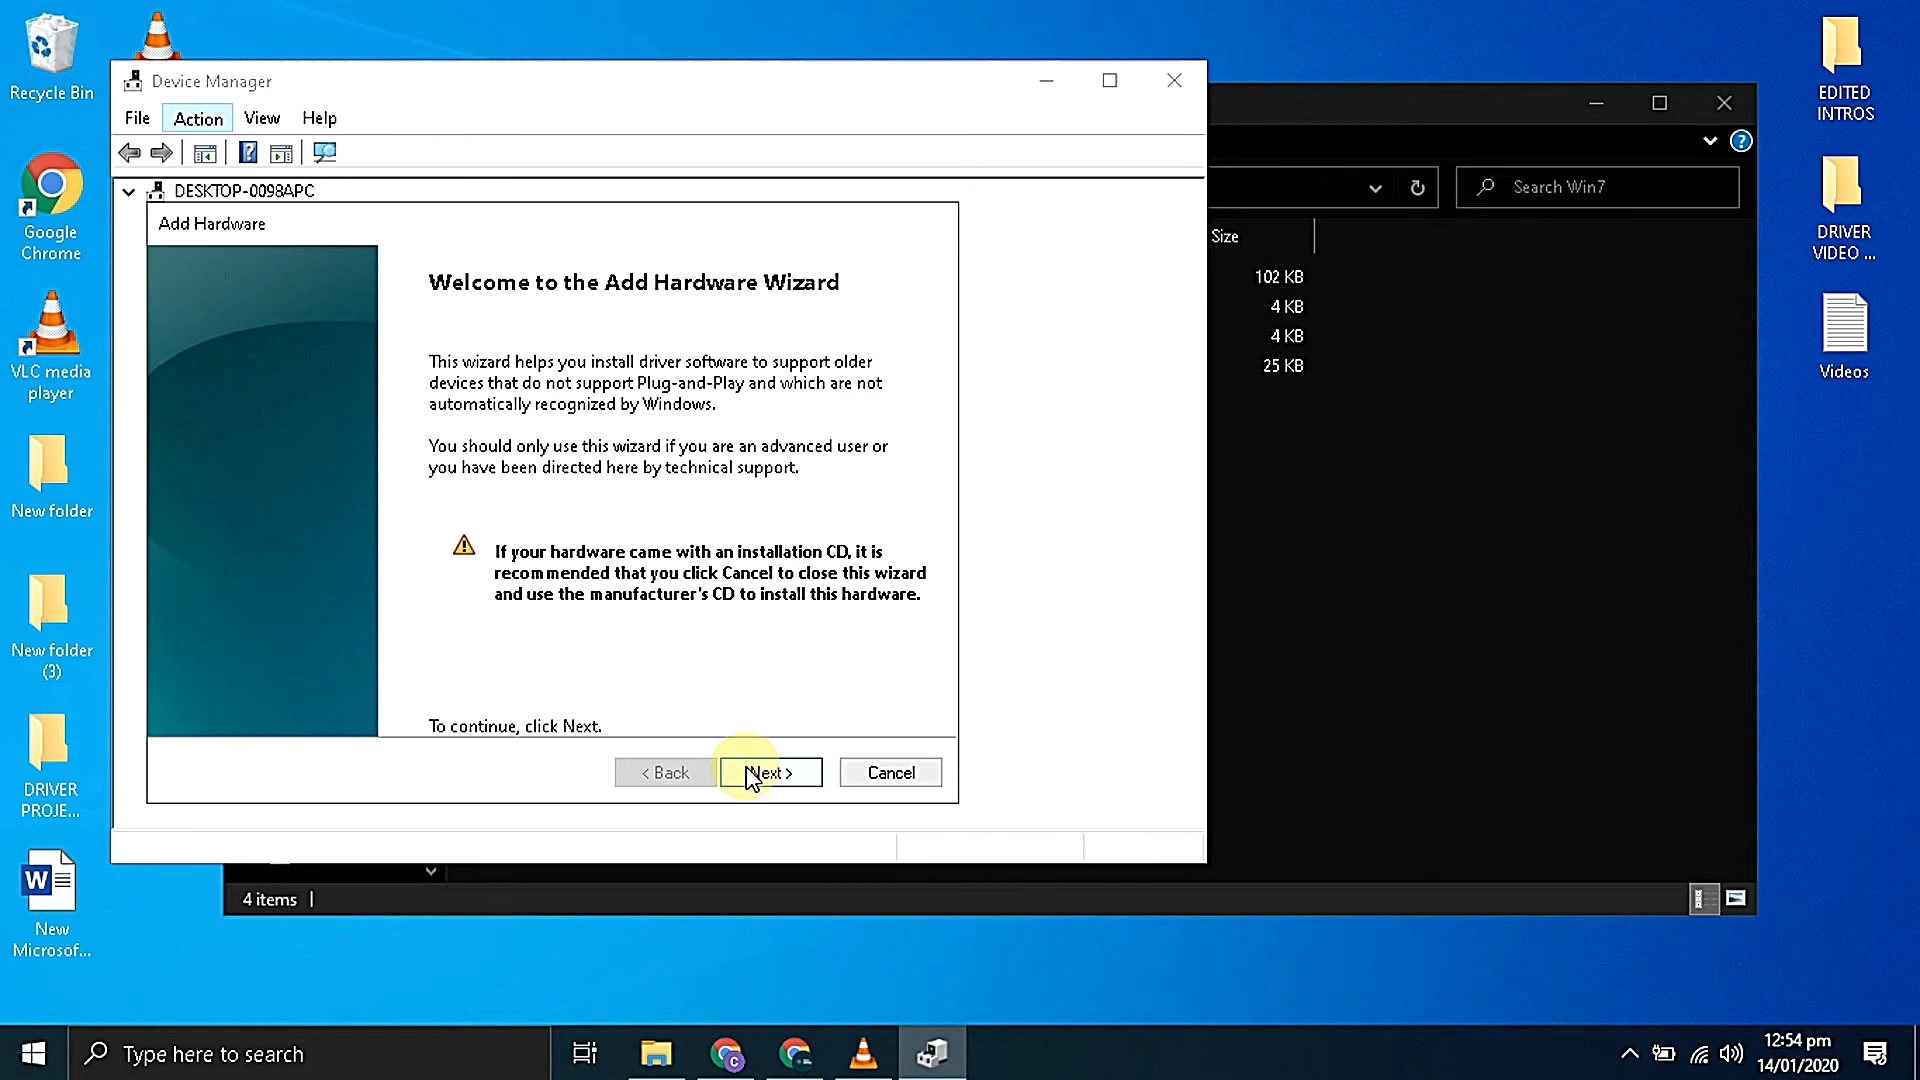 Recycle Bin
Google
Chrome
VLC media
player
New folder
New folder
(3)
DRIVER
PROJE...
W
New
Microsof...
Device Manager
File Action View Help
DESKTOP-0098APC
Add Hardware
Welcome to the Add Hardware Wizard
This wizard helps you install driver software to support older
devices that do not support Plug-and-Play and which are not
automatically recognized by Windows.
You should only use this wizard if you are an advanced user or
you have been directed here by technical support.
If your hardware came with an installation CD, it is
recommended that you click Cancel to close this wizard
and use the manufacturer's CD to install this hardware.
To continue, click Next.
< Back
Next >
Cancel
Search Win7
Size
102 KB
4 KB
4 KB
25 KB
4 items
EDITED
INTROS
DRIVER
VIDEO ...
Videos
Type here to search
C
12:54 pm
14/01/2020